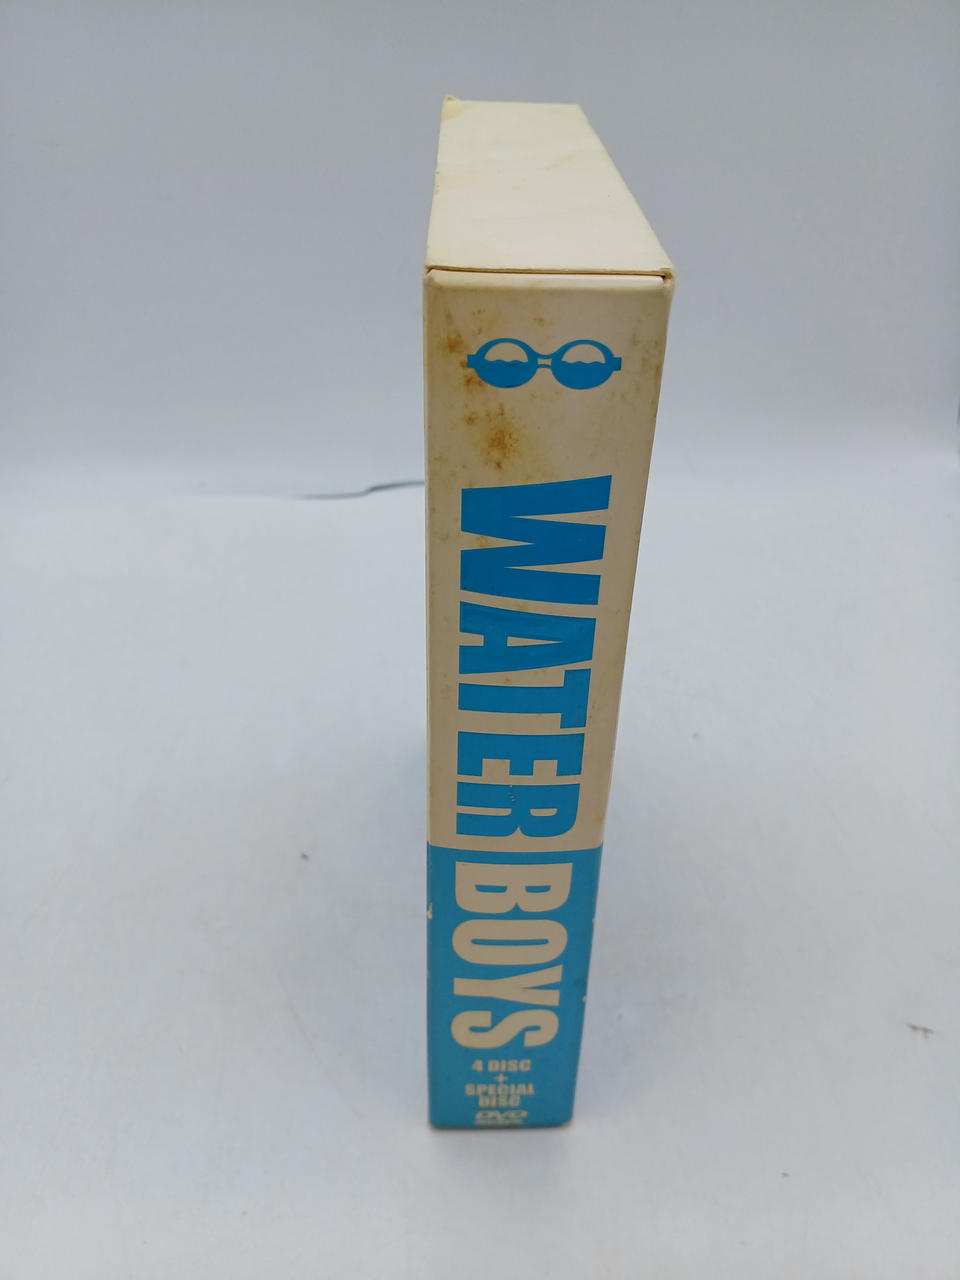 WATER BOYS
4 DISC
+
SPECIAL
DISC
DVD